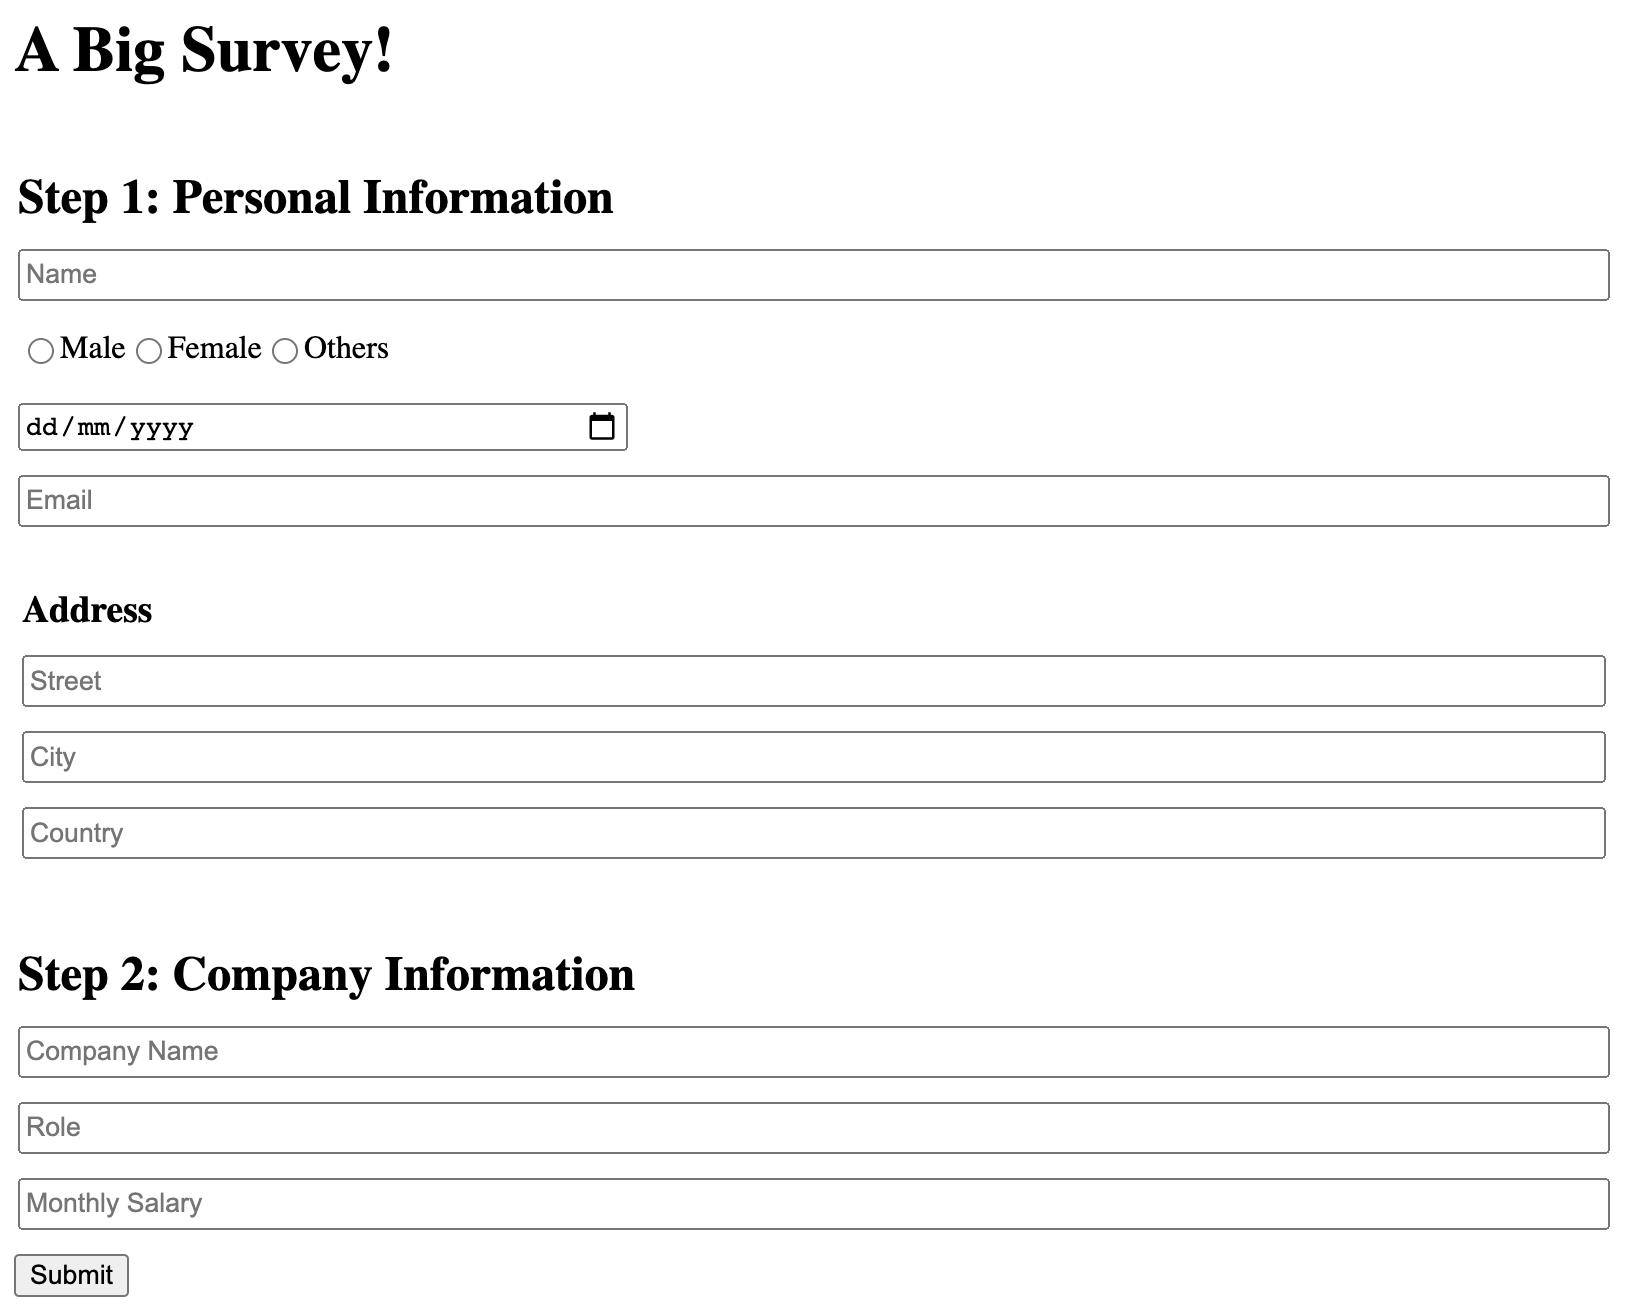 A Big Survey!
Step 1: Personal Information
Name
Male Female Others
dd/mm/yyyy
Email
Address
Street
City
Country
Step 2: Company Information
Company Name
Role
Monthly Salary
Submit